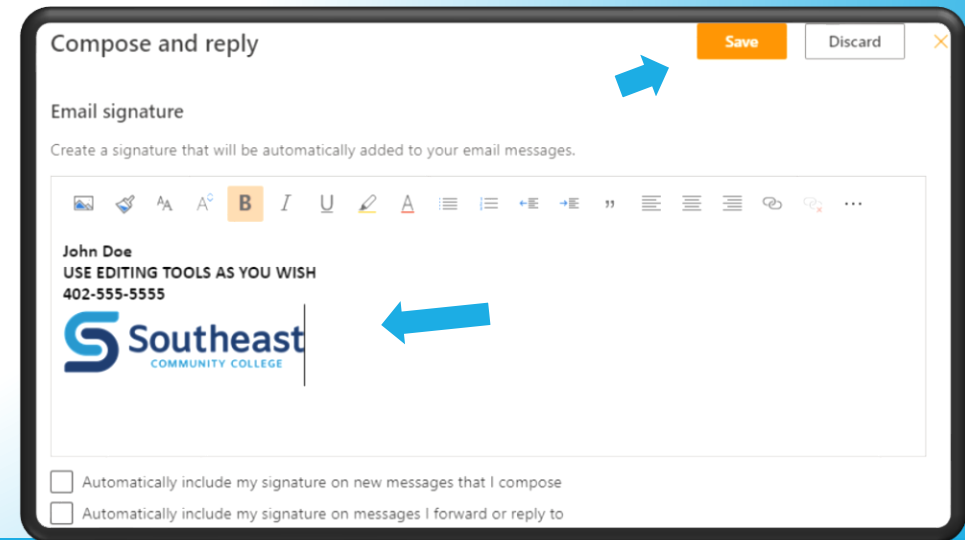 Compose and reply
Save
Discard
Email signature
Create a signature that will be automatically added to your email messages.
John Doe
USE EDITING TOOLS AS YOU WISH
402-555-5555
Southeast
COMMUNITY COLLEGE
Automatically include my signature on new messages that I compose
Automatically include my signature on messages I forward or reply to